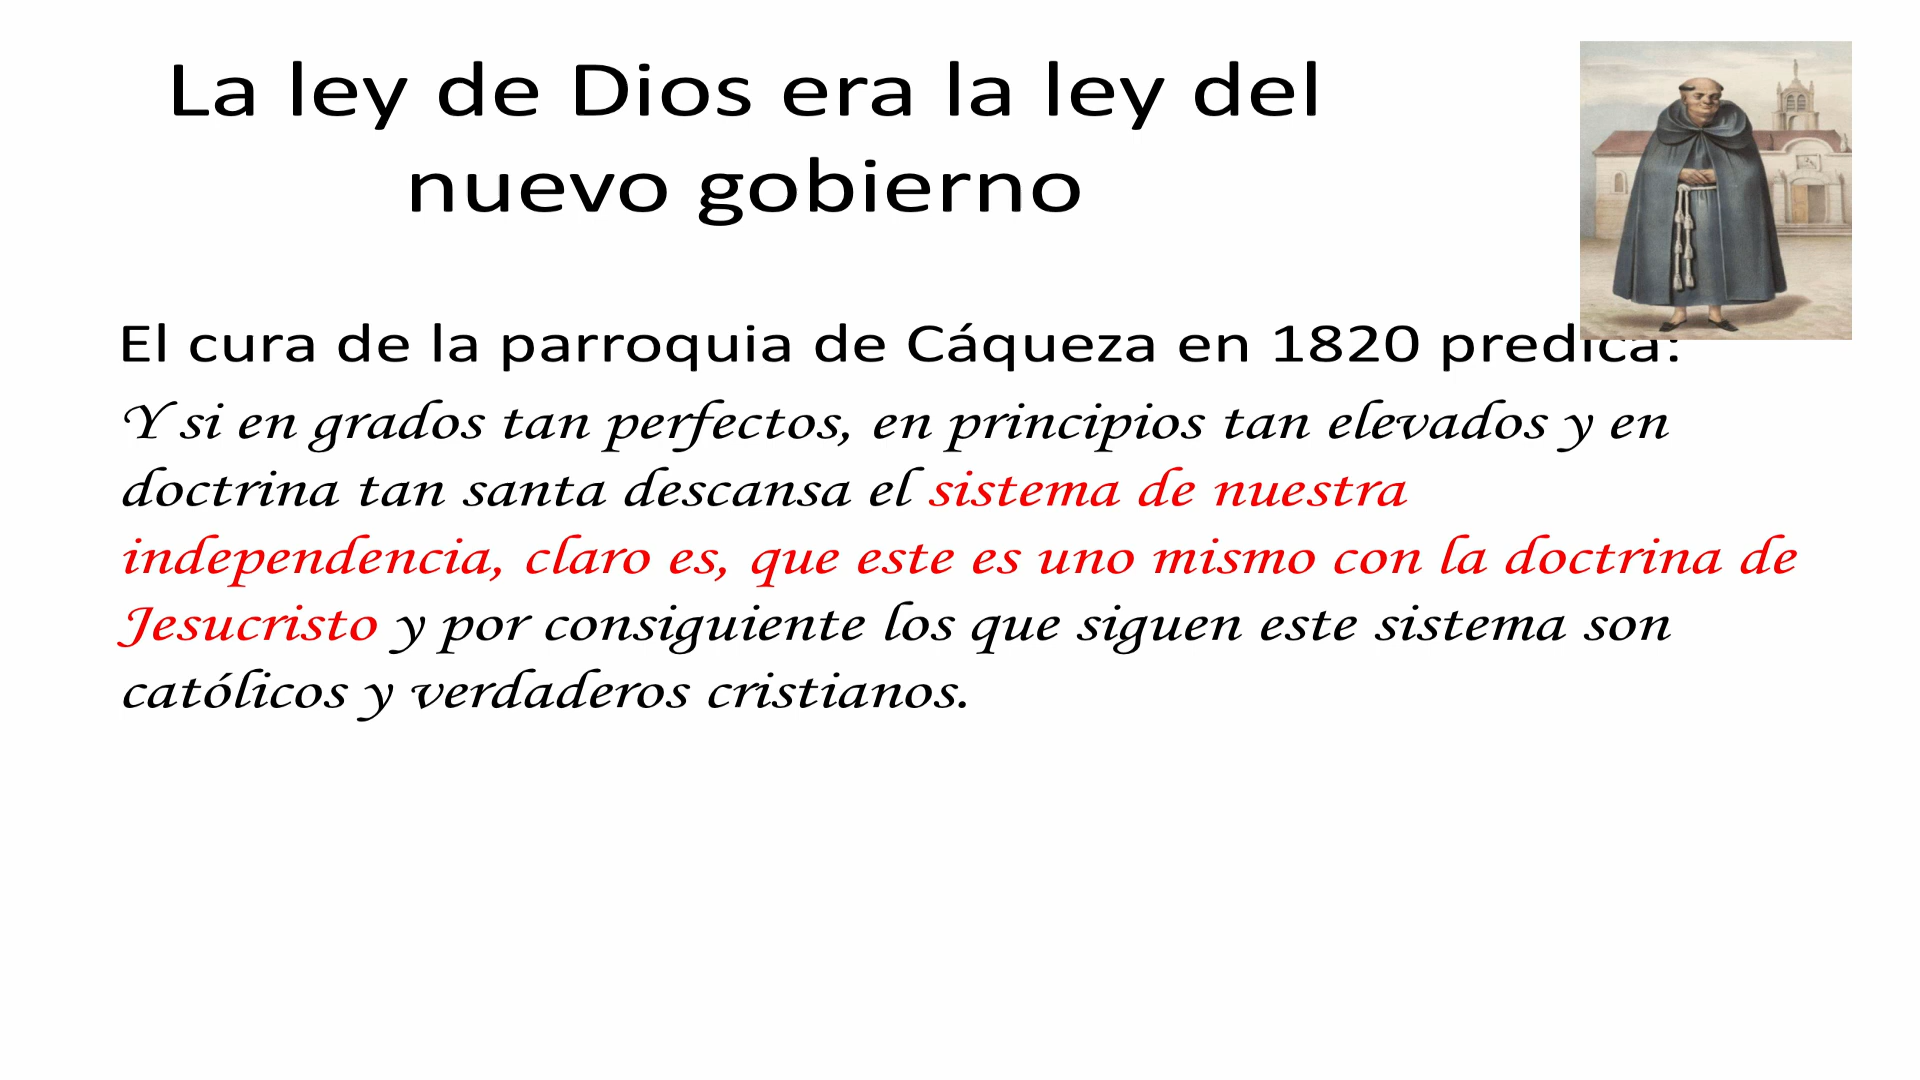 La ley de Dios era la ley del
nuevo gobierno
El cura de la parroquia de Cáqueza en 1820 predica:
Y si en grados tan perfectos, en principios tan elevados y en
doctrina tan santa descansa el sistema de nuestra
independencia, claro es, que este es uno mismo con la doctrina de
Jesucristo y por consiguiente los que siguen este sistema son
católicos y verdaderos cristianos.